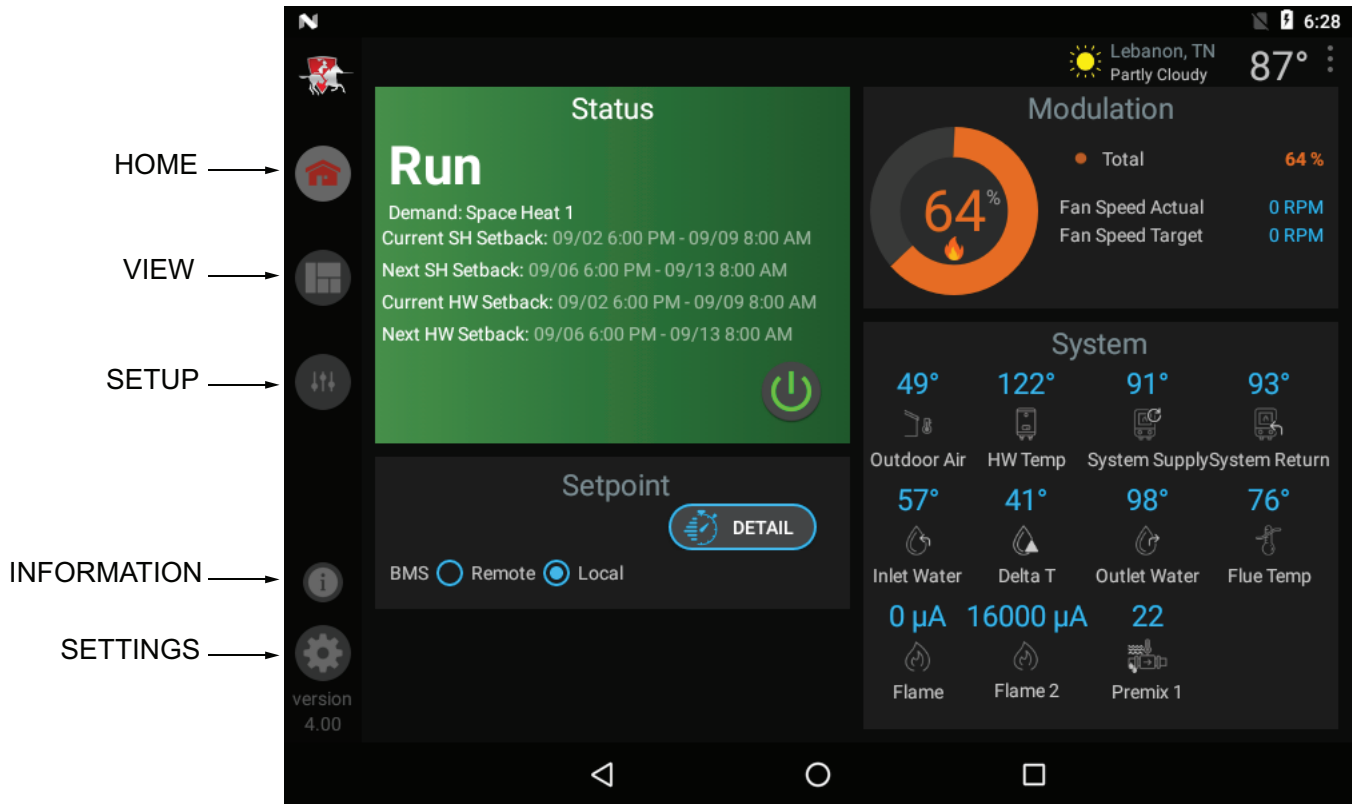 6:28
Lebanon, TN
Partly Cloudy
87°
HOME
VIEW
SETUP
INFORMATION
SETTINGS
version
4.00
Status
Run
Demand: Space Heat 1
Current SH Setback: 09/02 6:00 PM - 09/09 8:00 AM
Next SH Setback: 09/06 6:00 PM - 09/13 8:00 AM
Current HW Setback: 09/02 6:00 PM - 09/09 8:00 AM
Next HW Setback: 09/06 6:00 PM - 09/13 8:00 AM
Setpoint
DETAIL
BMS Remote Local
Modulation
64%
Total 64 %
Fan Speed Actual 0 RPM
Fan Speed Target 0 RPM
System
49° 122° 91° 93°
Outdoor Air HW Temp System Supply System Return
57° 41° 98° 76°
Inlet Water Delta T Outlet Water Flue Temp
0 µA 16000 µA 22
Flame Flame 2 Premix 1